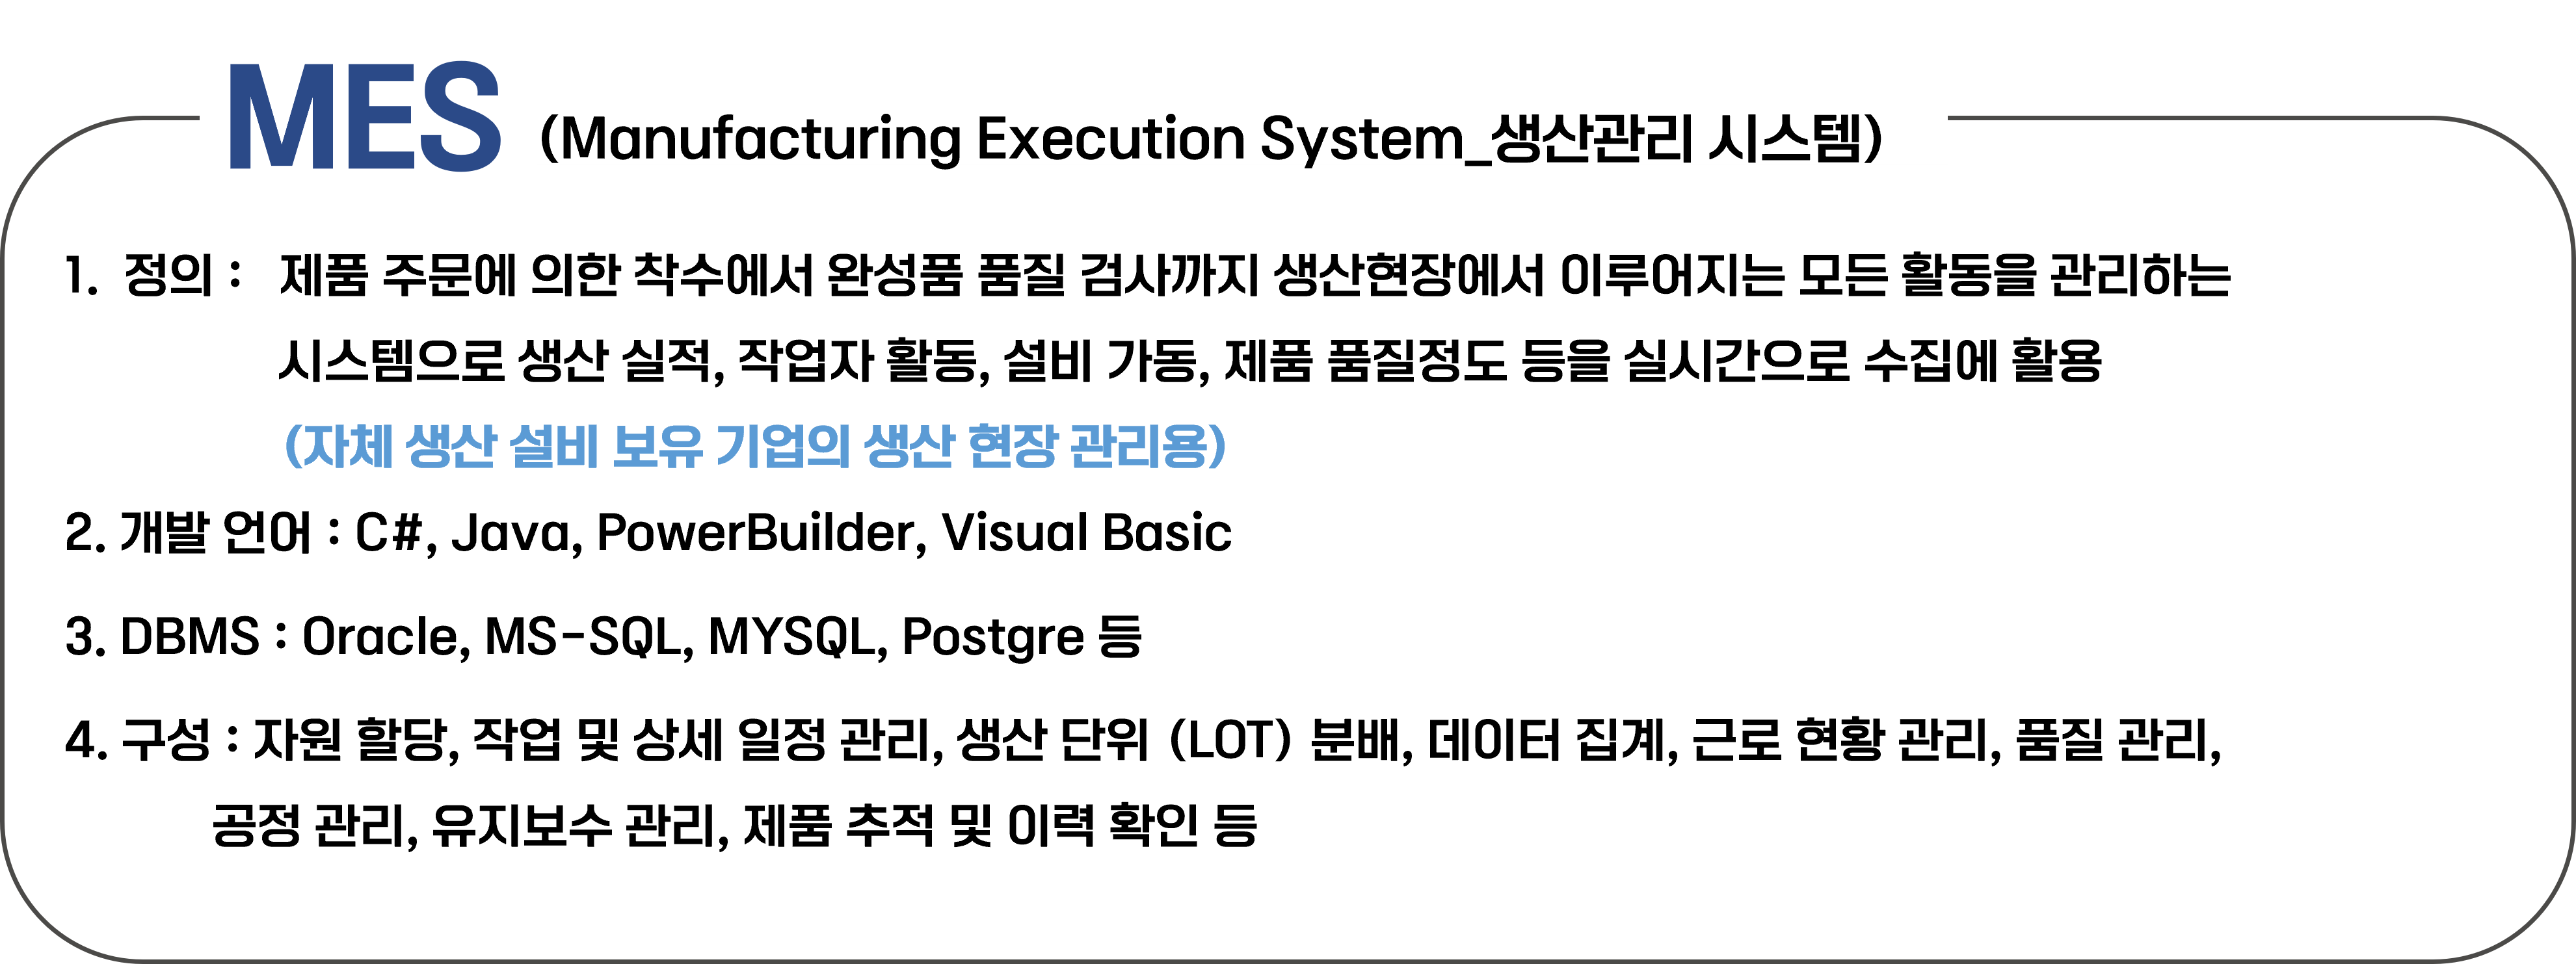 MES (Manufacturing Execution System_생산관리 시스템)
1. 정의 : 제품 주문에 의한 착수에서 완성품 품질 검사까지 생산현장에서 이루어지는 모든 활동을 관리하는
시스템으로 생산 실적, 작업자 활동, 설비 가동, 제품 품질정도 등을 실시간으로 수집에 활용
(자체 생산 설비 보유 기업의 생산 현장 관리용)
2. 개발 언어 : C#, Java, PowerBuilder, Visual Basic
3. DBMS : Oracle, MS-SQL, MYSQL, Postgre 등
4. 구성 : 자원 할당, 작업 및 상세 일정 관리, 생산 단위 (LOT) 분배, 데이터 집계, 근로 현황 관리, 품질 관리,
공정 관리, 유지보수 관리, 제품 추적 및 이력 확인 등